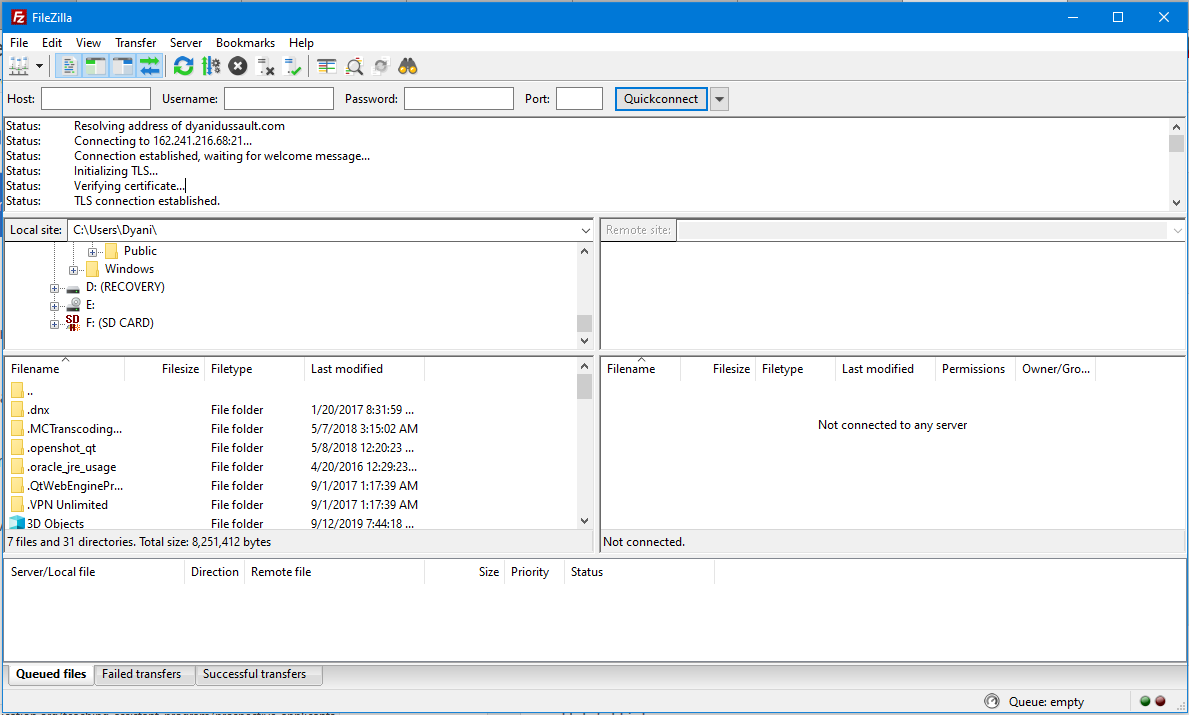 FileZilla
File Edit View Transfer Server Bookmarks Help
Host: Username: Password: Port: Quickconnect
Status: Resolving address of dyanidussault.com
Status: Connecting to 162.241.216.68:21...
Status: Connection established, waiting for welcome message...
Status: Initializing TLS...
Status: Verifying certificate...
Status: TLS connection established.
Local site: C:\Users\Dyani\
Remote site:
Public
Windows
D: (RECOVERY)
E:
SD F: (SD CARD)
Filename Filesize Filetype Last modified
..
.dnx File folder 1/20/2017 8:31:59 ...
.MCTranscoding... File folder 5/7/2018 3:15:02 AM
.openshot_qt File folder 5/8/2018 12:20:23 ...
.oracle_jre_usage File folder 4/20/2016 12:29:23...
.QtWebEnginePr... File folder 9/1/2017 1:17:39 AM
.VPN Unlimited File folder 9/1/2017 1:17:39 AM
3D Objects File folder 9/12/2019 7:44:18 ...
7 files and 31 directories. Total size: 8,251,412 bytes
Filename Filesize Filetype Last modified Permissions Owner/Gro...
Not connected to any server
Not connected.
Server/Local file Direction Remote file Size Priority Status
Queued files Failed transfers Successful transfers
Queue: empty